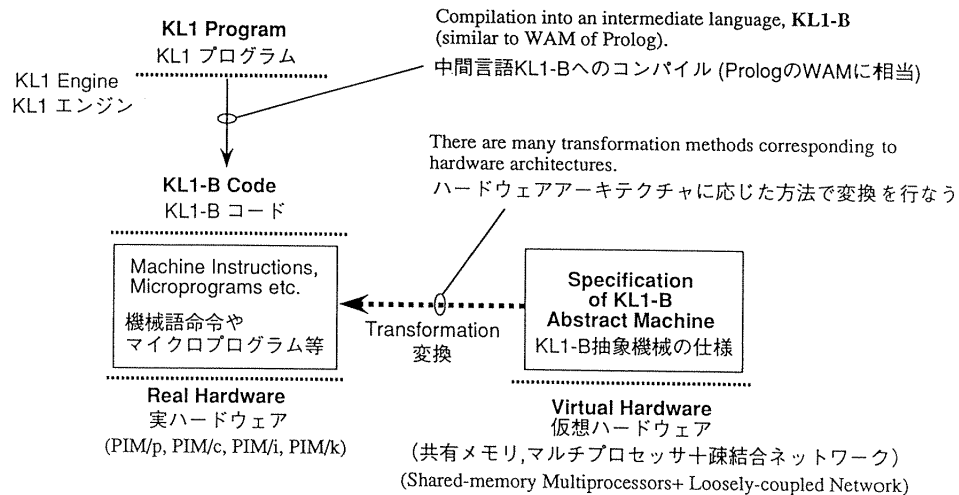 KL1 Program
KL1 プログラム
KL1 Engine
KL1 エンジン
Compilation into an intermediate language, KL1-B
(similar to WAM of Prolog).
中間言語KL1-Bへのコンパイル (PrologのWAMに相当)
There are many transformation methods corresponding to
hardware architectures.
ハードウェアアーキテクチャに応じた方法で変換を行なう
KL1-B Code
KL1-B コード
Machine Instructions,
Microprograms etc.
機械語命令や
マイクロプログラム等
Transformation
変換
Specification
of KL1-B
Abstract Machine
KL1-B抽象機械の仕様
Real Hardware
実ハードウェア
(PIM/p, PIM/c, PIM/i, PIM/k)
Virtual Hardware
仮想ハードウェア
(共有メモリ,マルチプロセッサ＋疎結合ネットワーク)
(Shared-memory Multiprocessors+ Loosely-coupled Network)